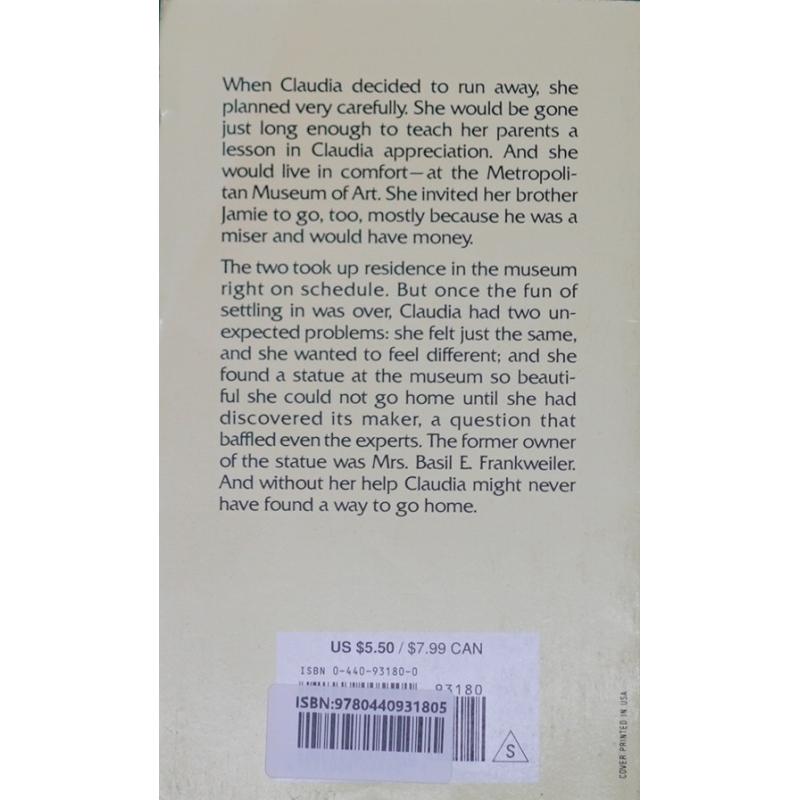 When Claudia decided to run away, she
planned very carefully. She would be gone
just long enough to teach her parents a
lesson in Claudia appreciation. And she
would live in comfort—at the Metropoli-
tan Museum of Art. She invited her brother
Jamie to go, too, mostly because he was a
miser and would have money.
The two took up residence in the museum
right on schedule. But once the fun of
settling in was over, Claudia had two un-
expected problems: she felt just the same,
and she wanted to feel different; and she
found a statue at the museum so beauti-
ful she could not go home until she had
discovered its maker, a question that
baffled even the experts. The former owner
of the statue was Mrs. Basil E. Frankweiler.
And without her help Claudia might never
have found a way to go home.
US $5.50 / $7.99 CAN
ISBN 0-440-93180-0
93180
ISBN:9780440931805
S
COVER PRINTED IN USA